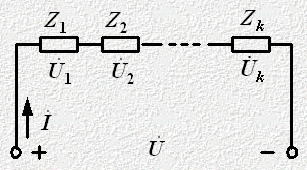 Z₁ Z₂ Zₖ
U̇₁ U̇₂ U̇ₖ
İ
+ U̇ −